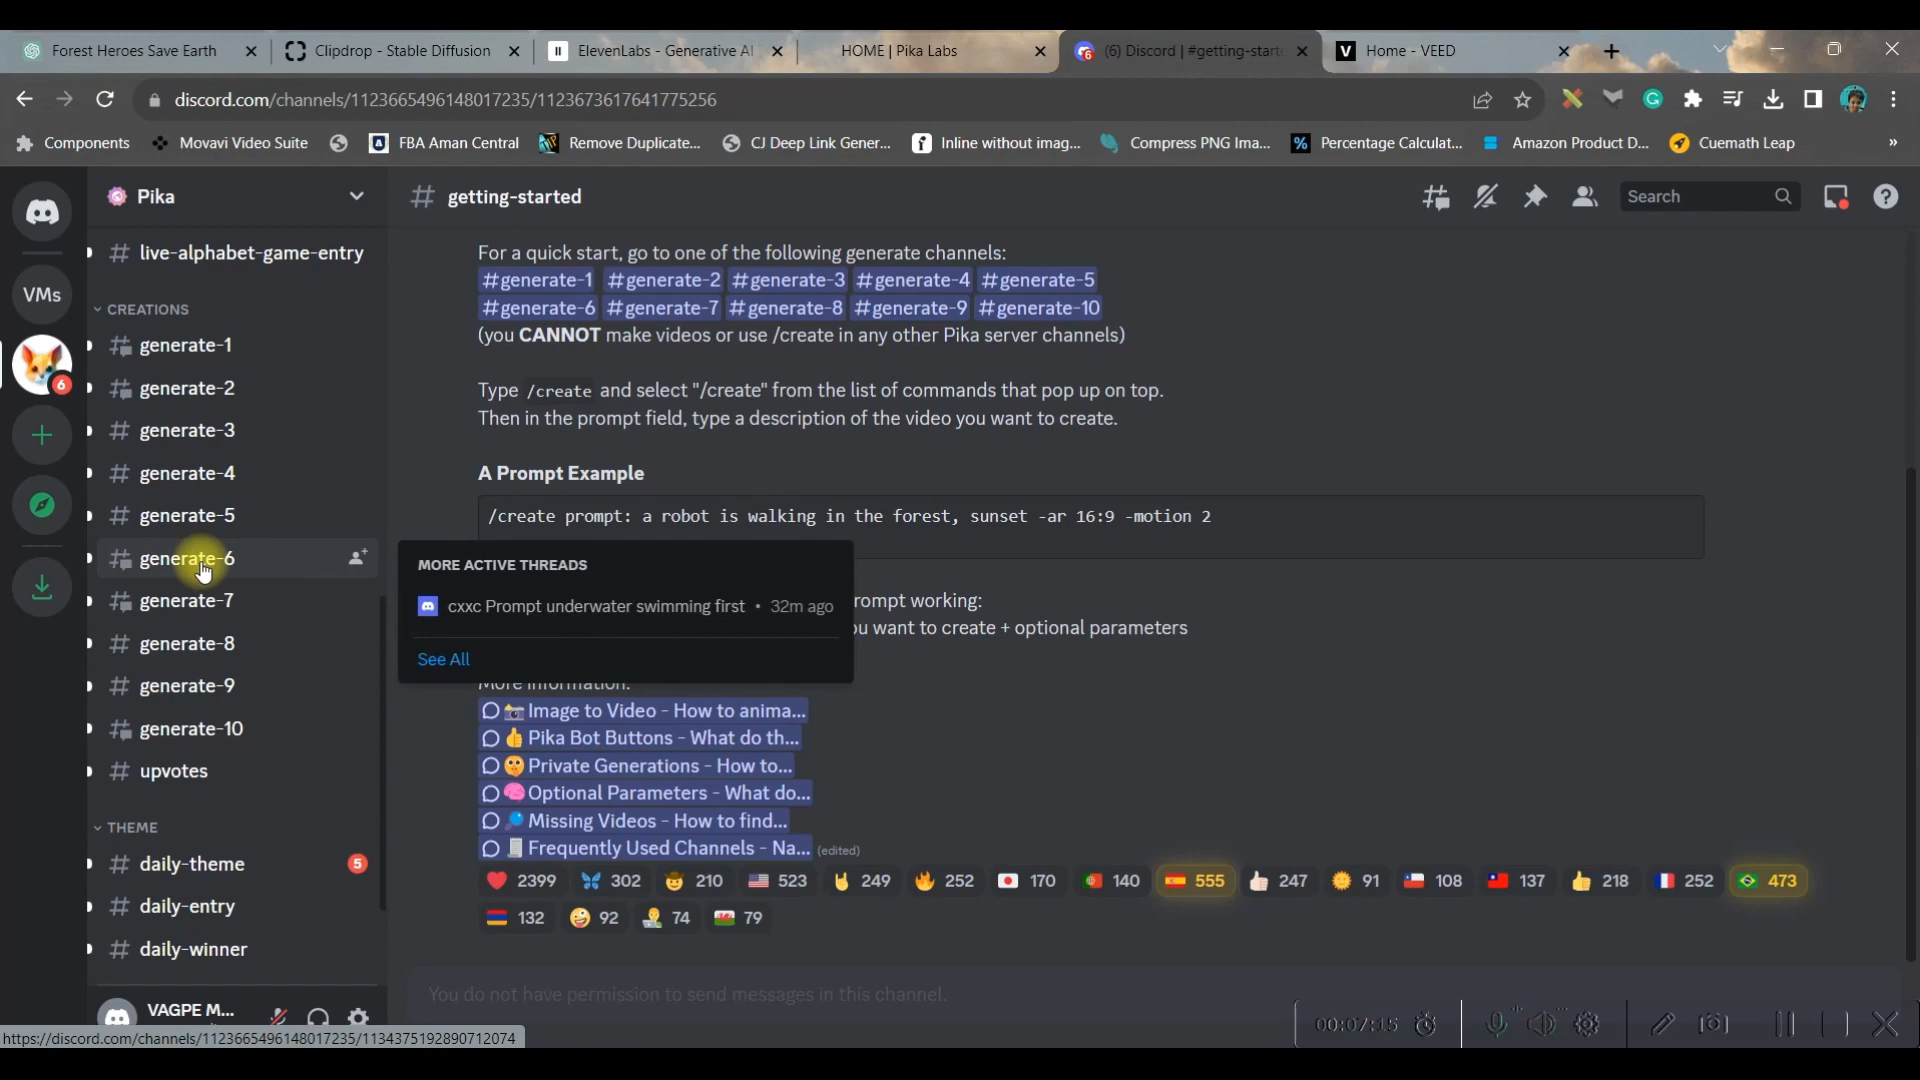 Forest Heroes Save Earth
Clipdrop - Stable Diffusion
ElevenLabs - Generative AI
HOME | Pika Labs
(6) Discord | #getting-start
Home - VEED
discord.com/channels/1123665496148017235/1123673617641775256
Components
Movavi Video Suite
FBA Aman Central
Remove Duplicate...
CJ Deep Link Gener...
Inline without imag...
Compress PNG Ima...
Percentage Calculat...
Amazon Product D...
Cuemath Leap
»
Pika
getting-started
Search
VMs
6
live-alphabet-game-entry
CREATIONS
generate-1
generate-2
generate-3
generate-4
generate-5
generate-6
generate-7
generate-8
generate-9
generate-10
upvotes
THEME
daily-theme 5
daily-entry
daily-winner
VAGPE M...
https://discord.com/channels/1123665496148017235/1134375192890712074
For a quick start, go to one of the following generate channels:
#generate-1 #generate-2 #generate-3 #generate-4 #generate-5
#generate-6 #generate-7 #generate-8 #generate-9 #generate-10
(you CANNOT make videos or use /create in any other Pika server channels)
Type /create and select "/create" from the list of commands that pop up on top.
Then in the prompt field, type a description of the video you want to create.
A Prompt Example
/create prompt: a robot is walking in the forest, sunset -ar 16:9 -motion 2
MORE ACTIVE THREADS
cxxc Prompt underwater swimming first • 32m ago
See All
rompt working:
u want to create + optional parameters
More information:
Image to Video - How to anima...
Pika Bot Buttons - What do th...
Private Generations - How to...
Optional Parameters - What do...
Missing Videos - How to find...
Frequently Used Channels - Na... (edited)
2399 302 210 523 249 252 170 140 555 247 91 108 137 218 252 473
132 92 74 79
You do not have permission to send messages in this channel.
00:07:15